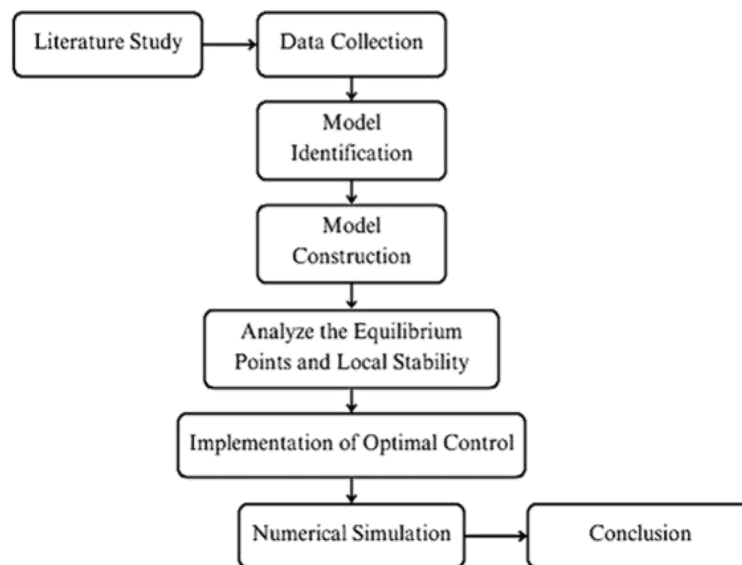 Literature Study
Data Collection
Model
Identification
Model
Construction
Analyze the Equilibrium
Points and Local Stability
Implementation of Optimal Control
Numerical Simulation
Conclusion